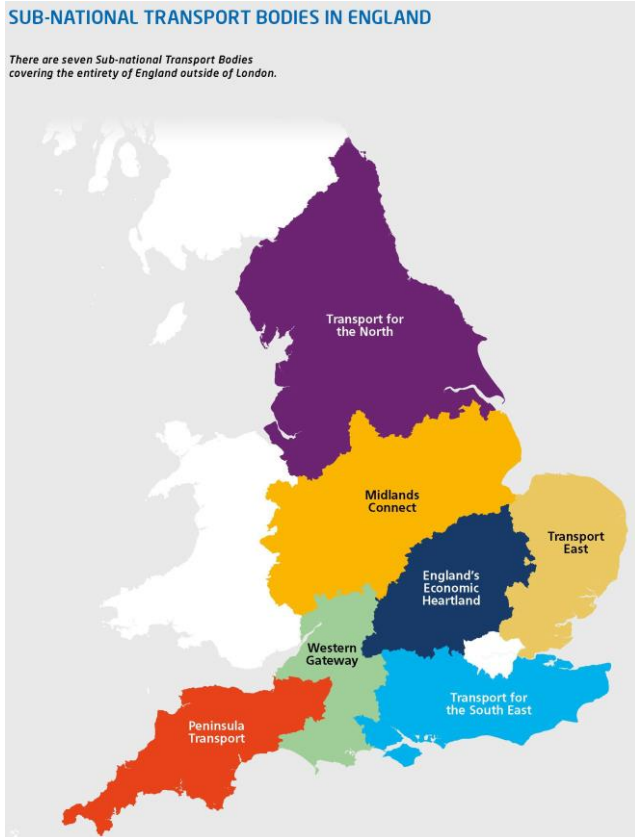 SUB-NATIONAL TRANSPORT BODIES IN ENGLAND
There are seven Sub-national Transport Bodies
covering the entirety of England outside of London.
Transport for
the North
Midlands
Connect
Transport
East
England's
Economic
Heartland
Western
Gateway
Transport for
the South East
Peninsula
Transport